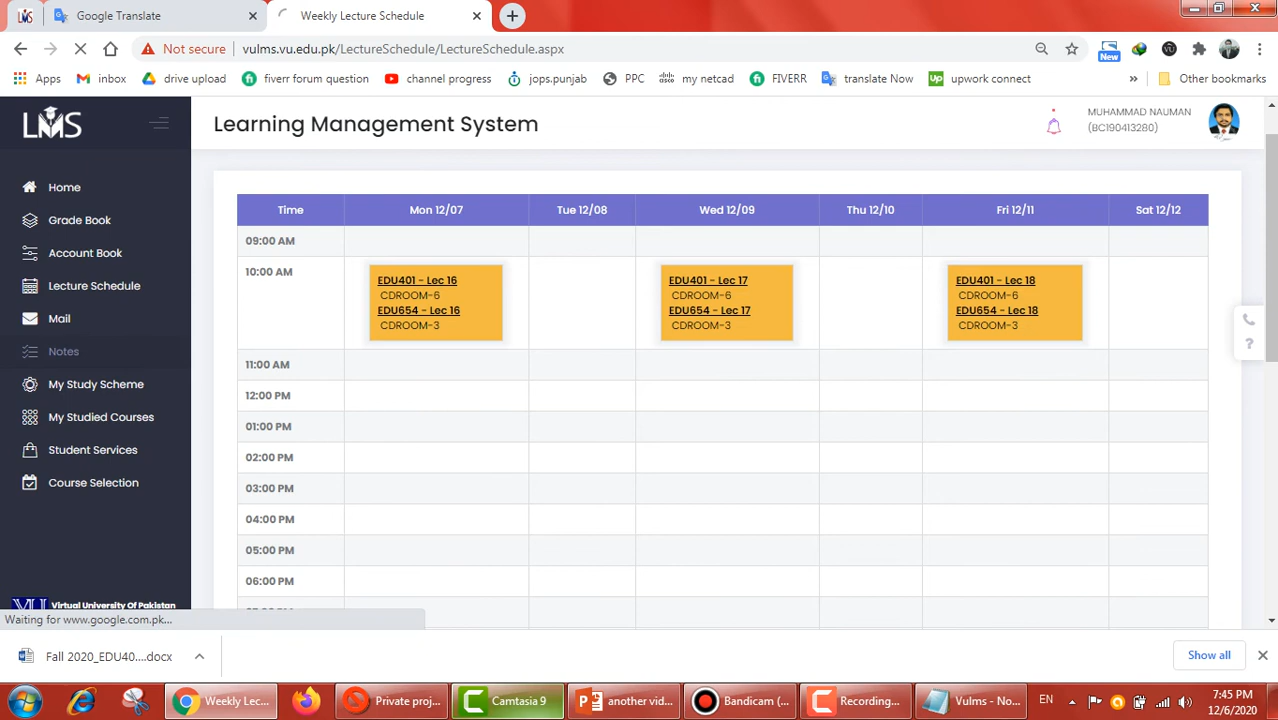 Google Translate
Weekly Lecture Schedule
Not secure
vulms.vu.edu.pk/LectureSchedule/LectureSchedule.aspx
New
Apps
inbox
drive upload
fiverr forum question
channel progress
jops.punjab
PPC
my netcad
FIVERR
translate Now
upwork connect
»
Other bookmarks
LMS
Learning Management System
MUHAMMAD NAUMAN
(BC190413280)
Home
Grade Book
Account Book
Lecture Schedule
Mail
Notes
My Study Scheme
My Studied Courses
Student Services
Course Selection
Virtual University Of Pakistan
Time Mon 12/07 Tue 12/08 Wed 12/09 Thu 12/10 Fri 12/11 Sat 12/12
09:00 AM
10:00 AM
EDU401 - Lec 16
CDROOM-6
EDU654 - Lec 16
CDROOM-3
EDU401 - Lec 17
CDROOM-6
EDU654 - Lec 17
CDROOM-3
EDU401 - Lec 18
CDROOM-6
EDU654 - Lec 18
CDROOM-3
11:00 AM
12:00 PM
01:00 PM
02:00 PM
03:00 PM
04:00 PM
05:00 PM
06:00 PM
?
Waiting for www.google.com.pk...
Fall 2020_EDU40....docx
Show all
Weekly Lec...
Private proj...
Camtasia 9
another vid...
Bandicam (...
Recording...
Vulms - No...
EN
7:45 PM
12/6/2020